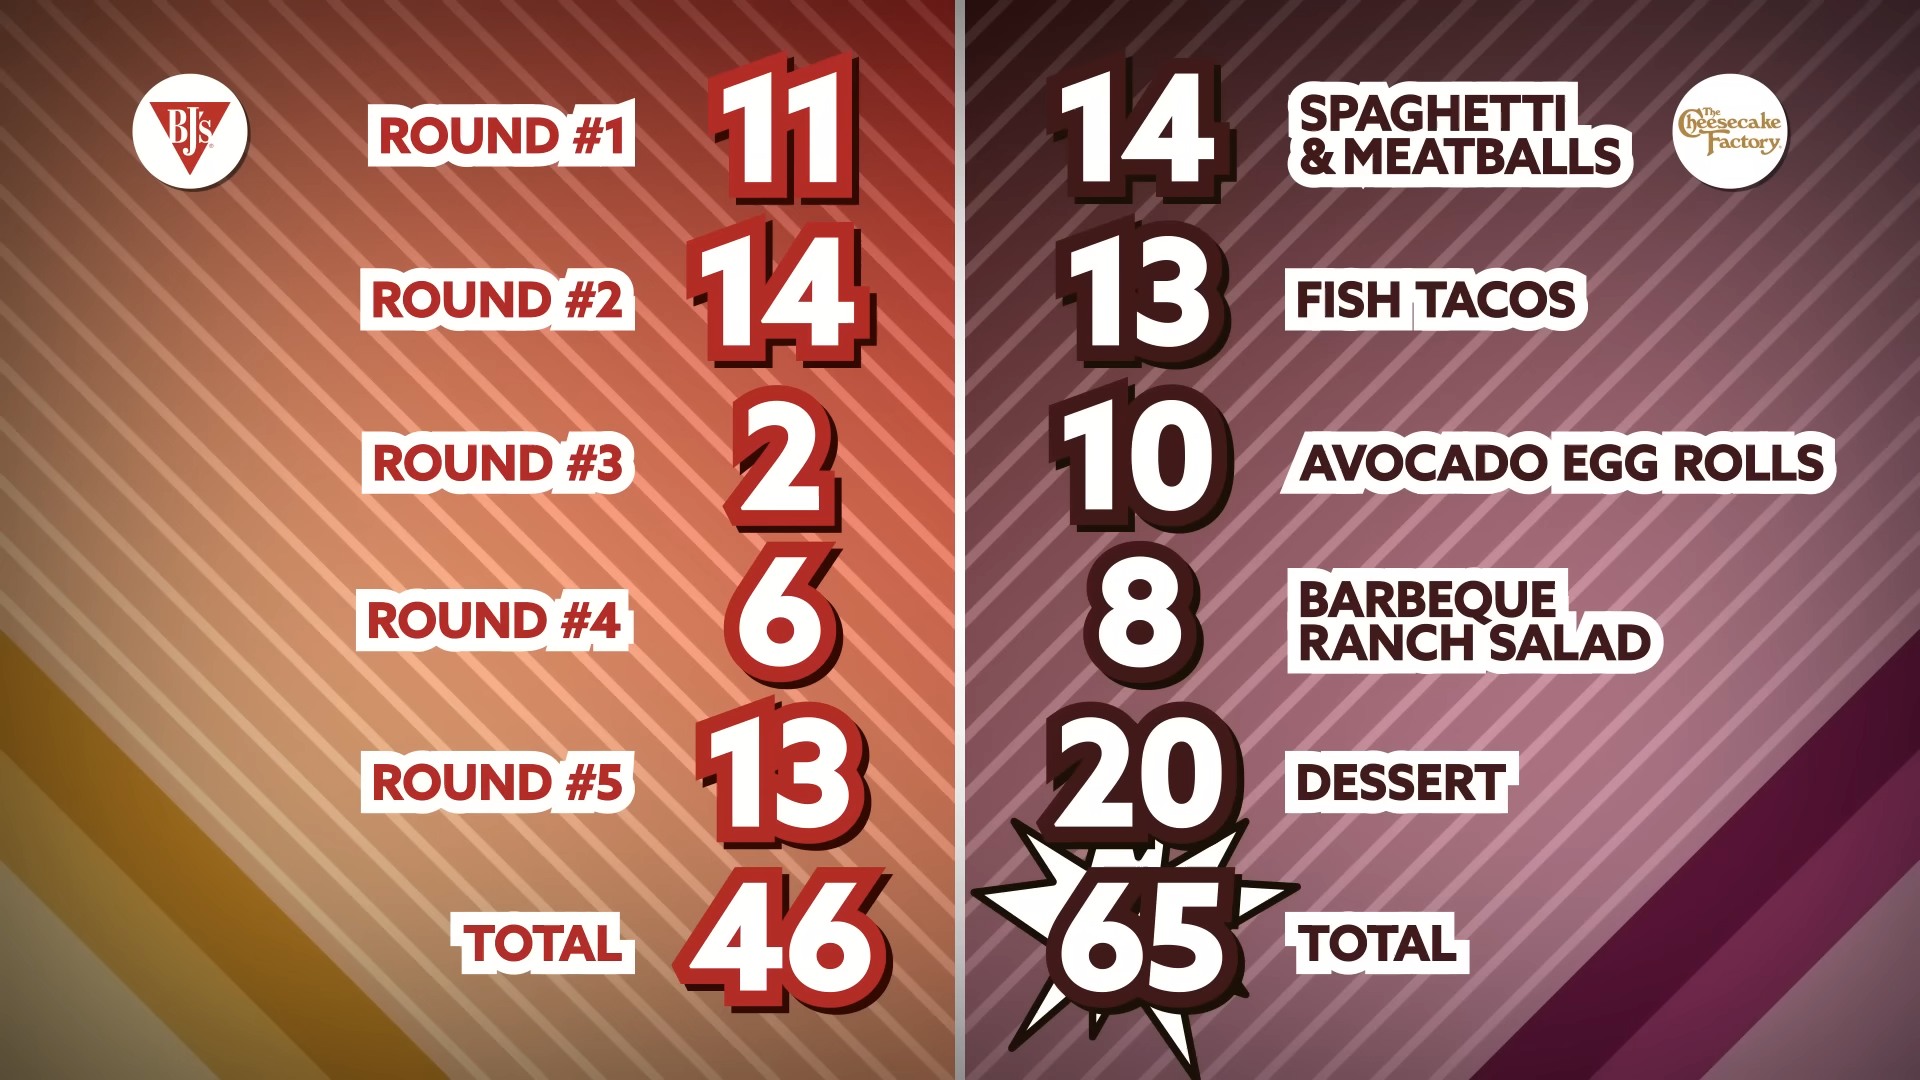 BJ's
ROUND #1
11
14
SPAGHETTI
& MEATBALLS
The
Cheesecake
Factory
ROUND #2
14
13
FISH TACOS
ROUND #3
2
10
AVOCADO EGG ROLLS
ROUND #4
6
8
BARBEQUE
RANCH SALAD
ROUND #5
13
20
DESSERT
TOTAL
46
65
TOTAL